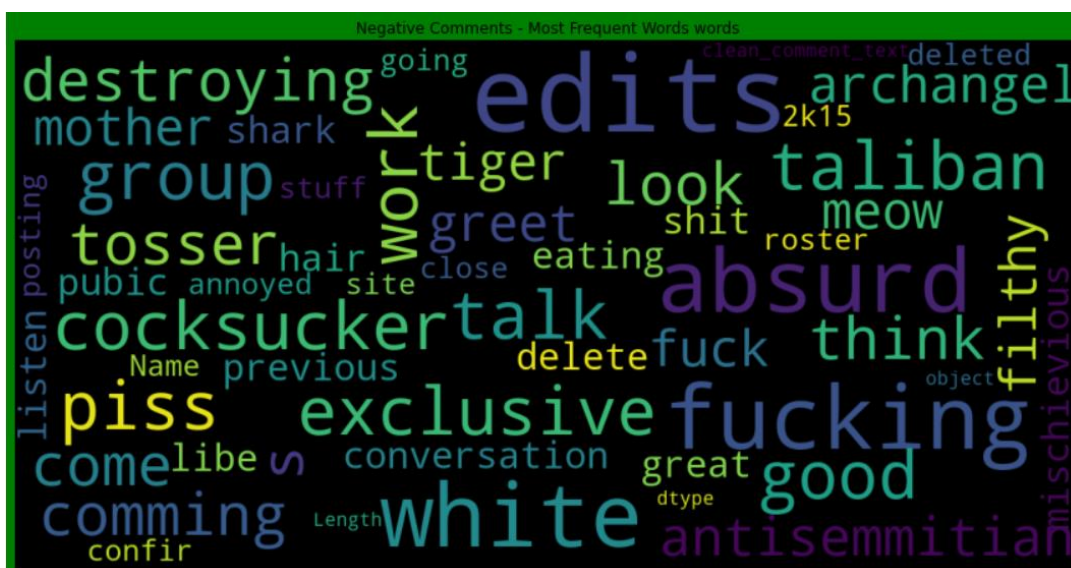 Negative Comments - Most Frequent Words words
destroying
going
edits
clean_comment_text
deleted
archangel
mother
shark
work
2k15
group
stuff
tiger
look
taliban
meow
posting
tosser
hair
greet
shit
roster
filthy
pubic
annoyed
site
close
eating
absurd
mischievious
listen
cocksucker
talk
delete
fuck
think
Name
previous
object
piss
exclusive
fucking
come
libe
s
conversation
great
good
comming
Length
white
dtype
antisemmitian
confir